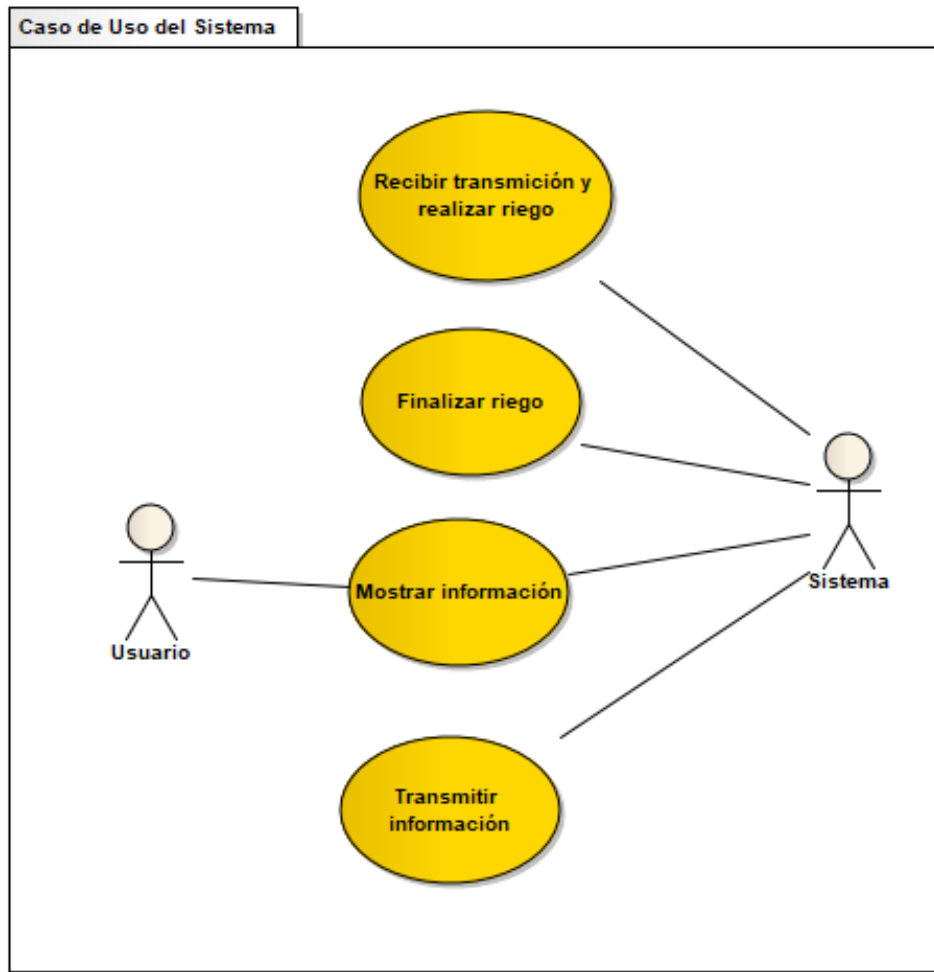 Caso de Uso del Sistema
Recibir transmición y
realizar riego
Finalizar riego
Mostrar información
Sistema
Usuario
Transmitir
información